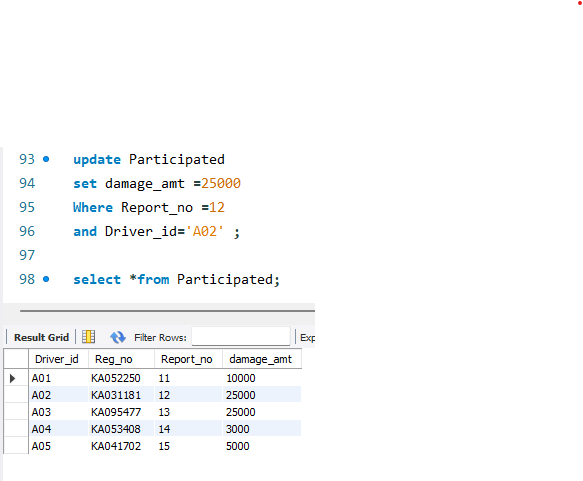 93 update Participated
94 set damage_amt =25000
95 Where Report_no =12
96 and Driver_id='A02' ;
97
98 select *from Participated;
Result Grid Filter Rows: Exp
Driver_id Reg_no Report_no damage_amt
A01 KA052250 11 10000
A02 KA031181 12 25000
A03 KA095477 13 25000
A04 KA053408 14 3000
A05 KA041702 15 5000